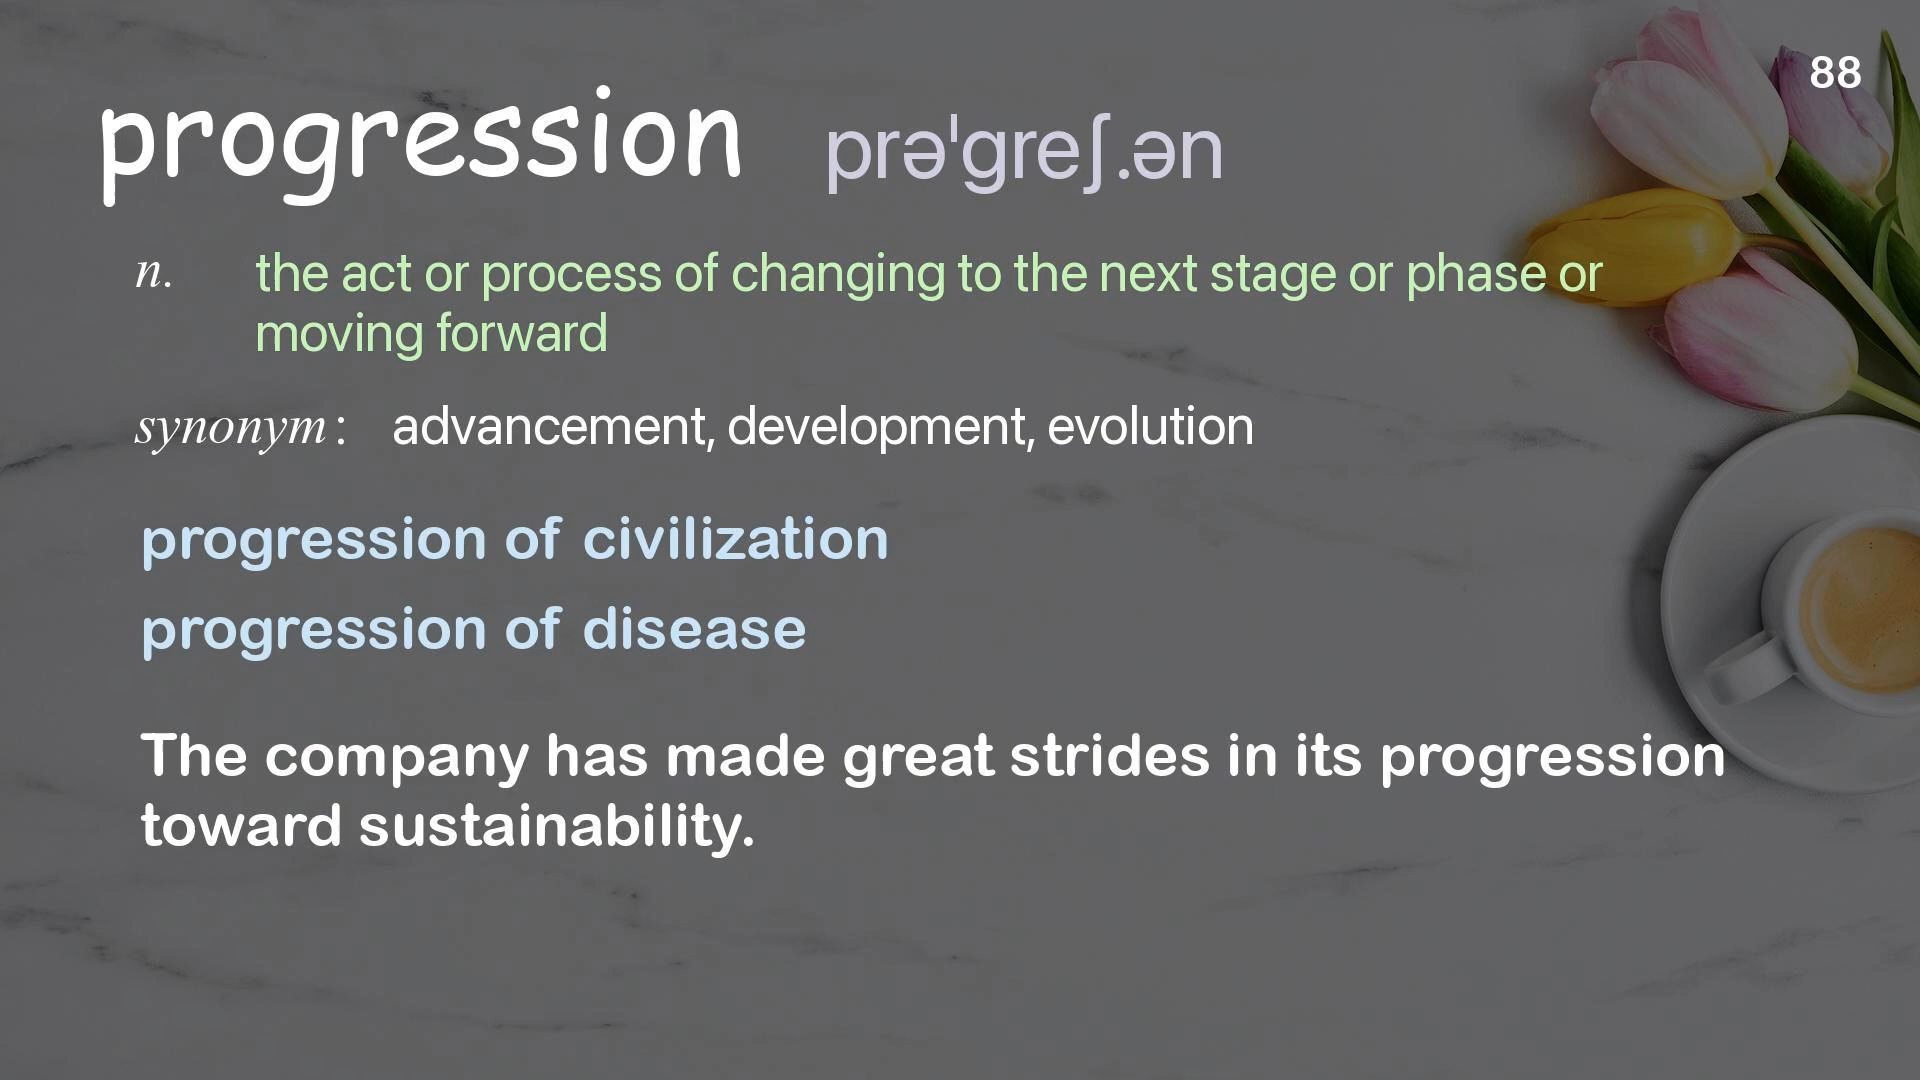 88
progression prəˈɡreʃ.ən
n. the act or process of changing to the next stage or phase or
moving forward
synonym : advancement, development, evolution
progression of civilization
progression of disease
The company has made great strides in its progression
toward sustainability.